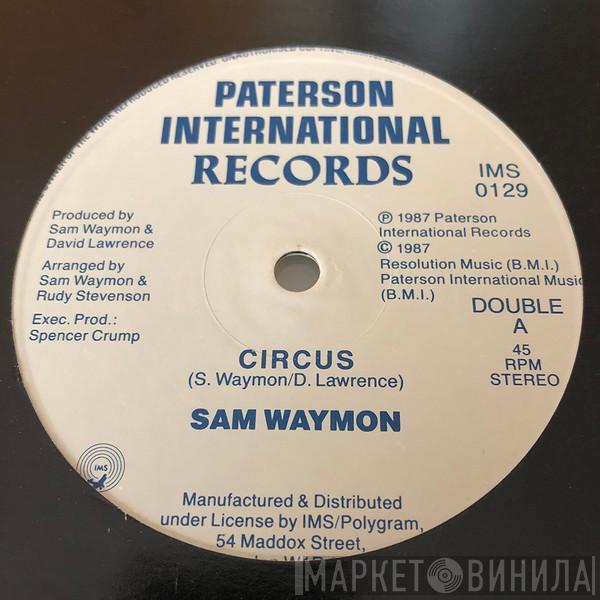 PATERSON
INTERNATIONAL
RECORDS
IMS
0129
Produced by
Sam Waymon &
David Lawrence
Arranged by
Sam Waymon &
Rudy Stevenson
Exec. Prod.:
Spencer Crump
Ⓟ 1987 Paterson
International Records
© 1987
Resolution Music (B.M.I.)
Paterson International Music
(B.M.I.)
DOUBLE
A
45
RPM
STEREO
CIRCUS
(S. Waymon/D. Lawrence)
SAM WAYMON
IMS
Manufactured & Distributed
under License by IMS/Polygram,
54 Maddox Street,
МАРКЕТ ВИНИЛА